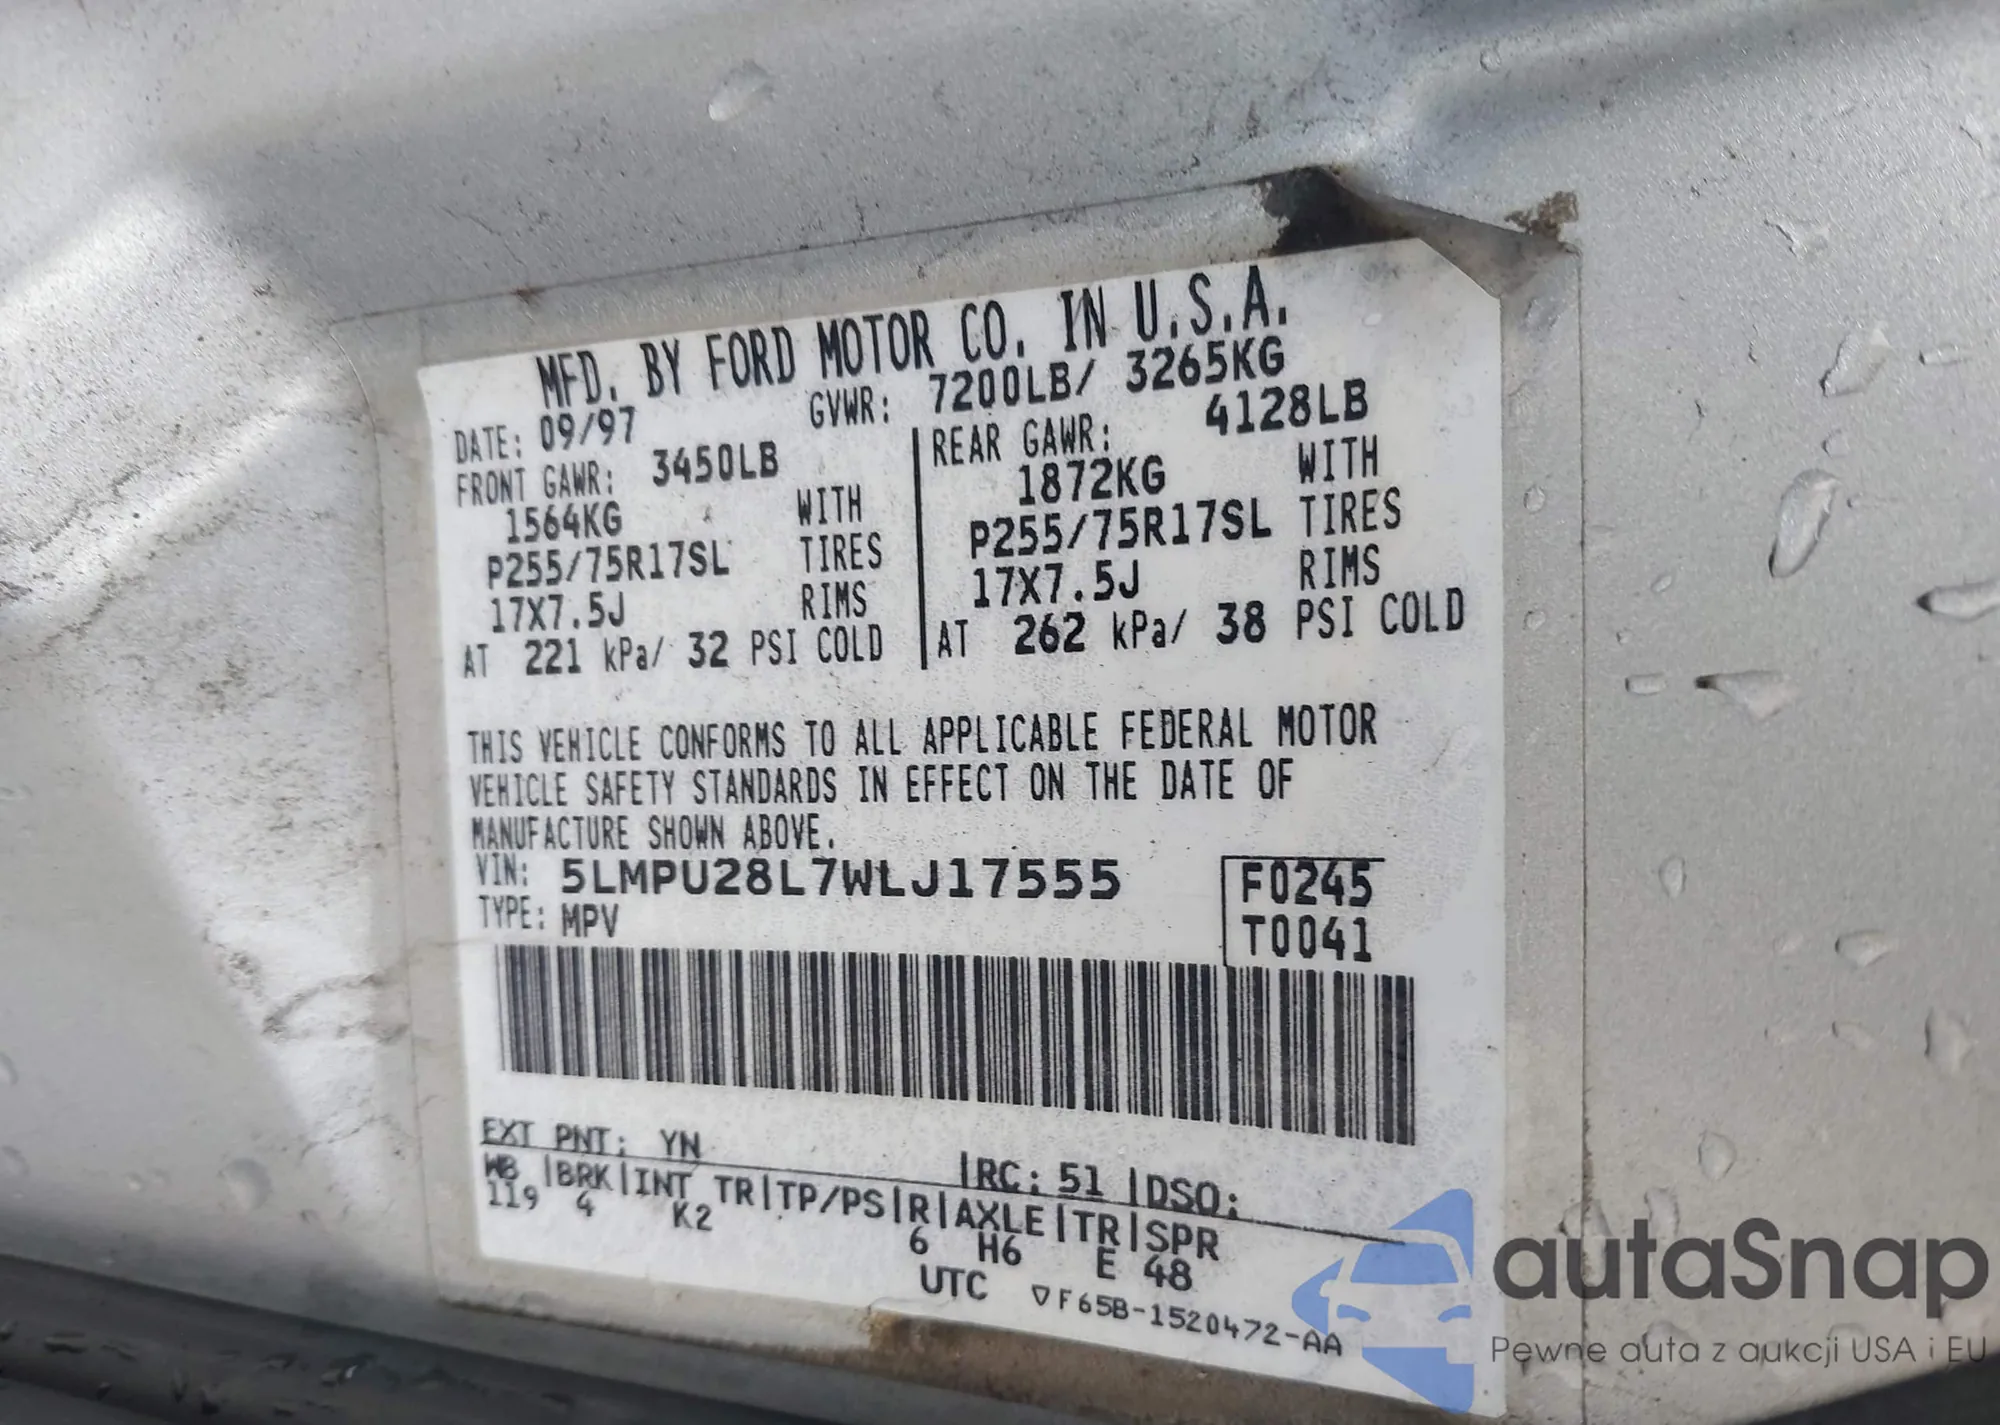 MFD. BY FORD MOTOR CO. IN U.S.A.
DATE: 09/97 GVWR: 7200LB/ 3265KG
FRONT GAWR: 3450LB REAR GAWR: 4128LB
1564KG WITH 1872KG WITH
P255/75R17SL TIRES P255/75R17SL TIRES
17X7.5J RIMS 17X7.5J RIMS
AT 221 kPa/ 32 PSI COLD AT 262 kPa/ 38 PSI COLD
THIS VEHICLE CONFORMS TO ALL APPLICABLE FEDERAL MOTOR
VEHICLE SAFETY STANDARDS IN EFFECT ON THE DATE OF
MANUFACTURE SHOWN ABOVE.
VIN: 5LMPU28L7WLJ17555 F0245
TYPE: MPV T0041
EXT PNT: YN |RC: 51 |DSO:
WB |BRK|INT TR|TP/PS|R|AXLE|TR|SPR
119 4 K2 6 H6 E 48
UTC ▽F65B-1520472-AA
autaSnap
Pewne auta z aukcji USA i EU